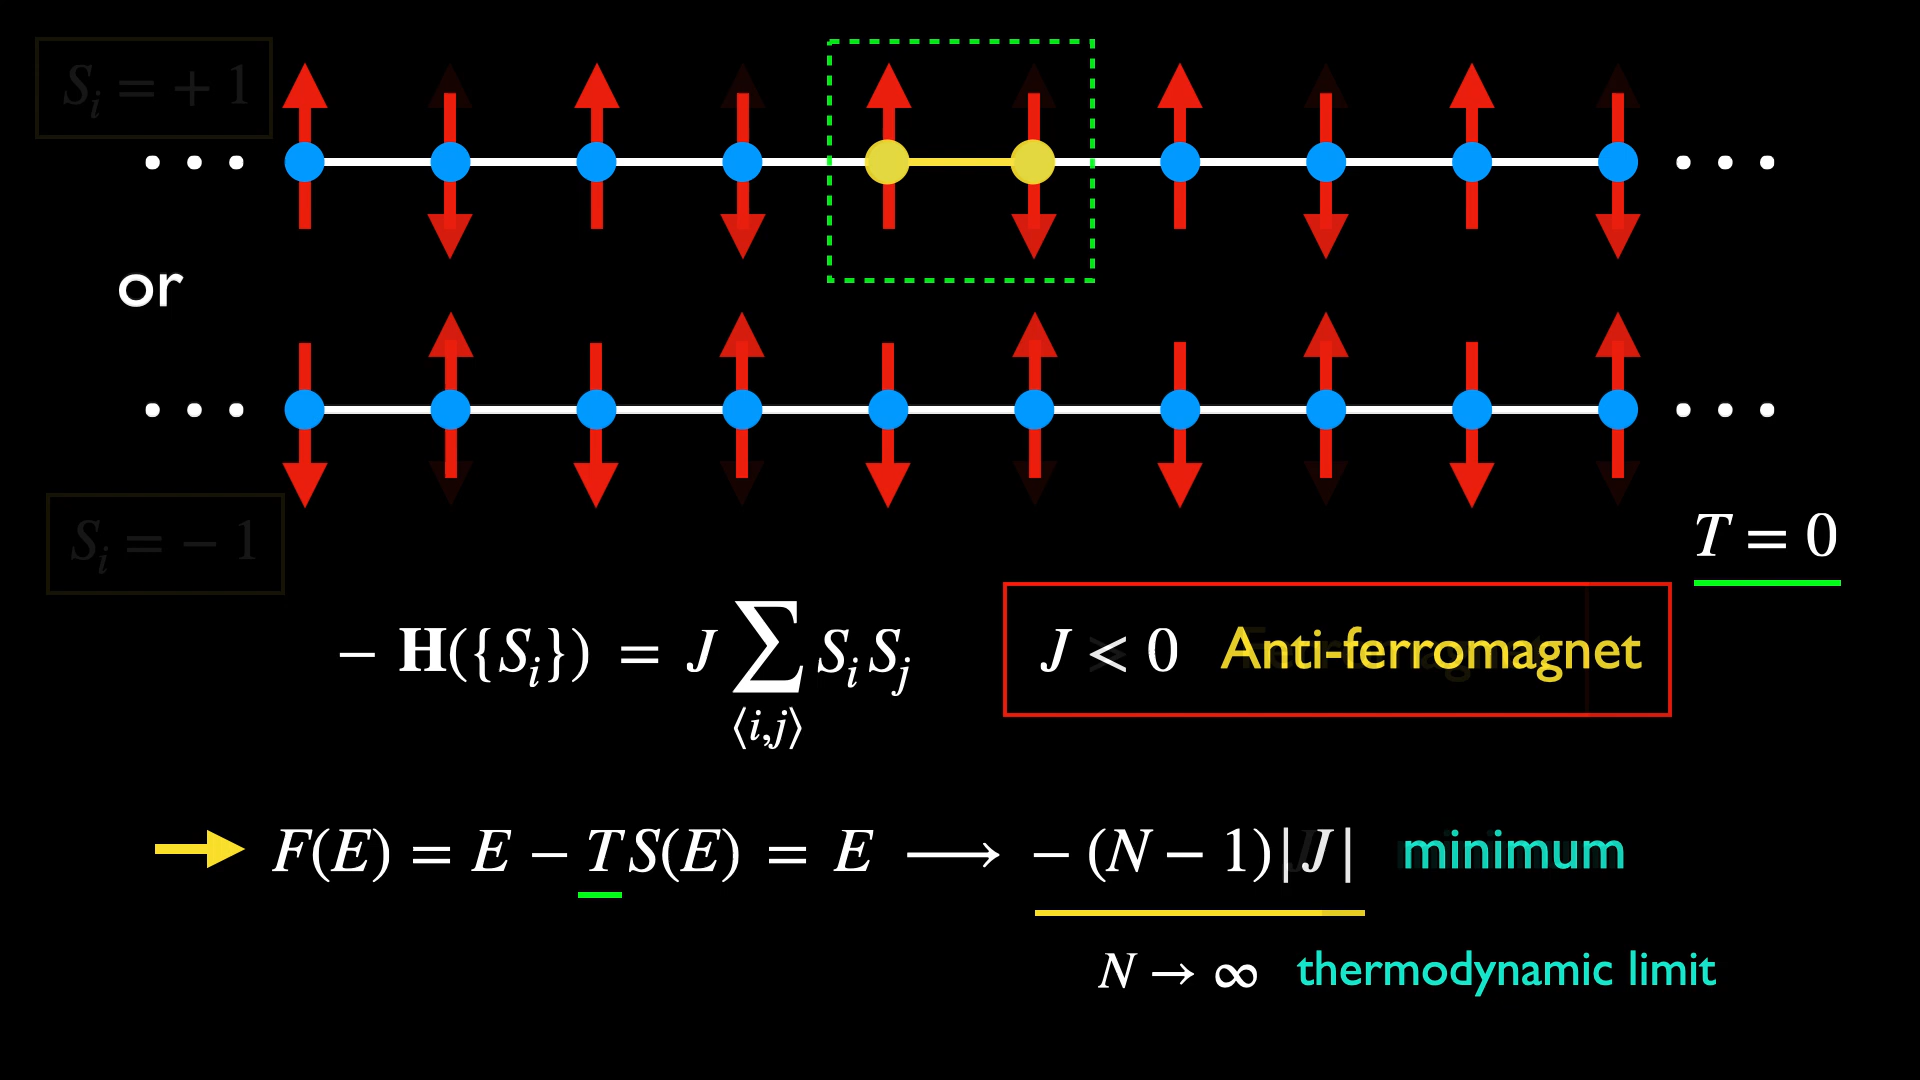 S_i = + 1
· · · · · ·
or
· · · · · ·
S_i = − 1
T = 0
− H({S_i}) = J ∑_⟨i,j⟩ S_i S_j
J < 0 Anti-ferromagnet
F(E) = E − TS(E) = E ⟶ − (N − 1)|J| minimum
N → ∞ thermodynamic limit